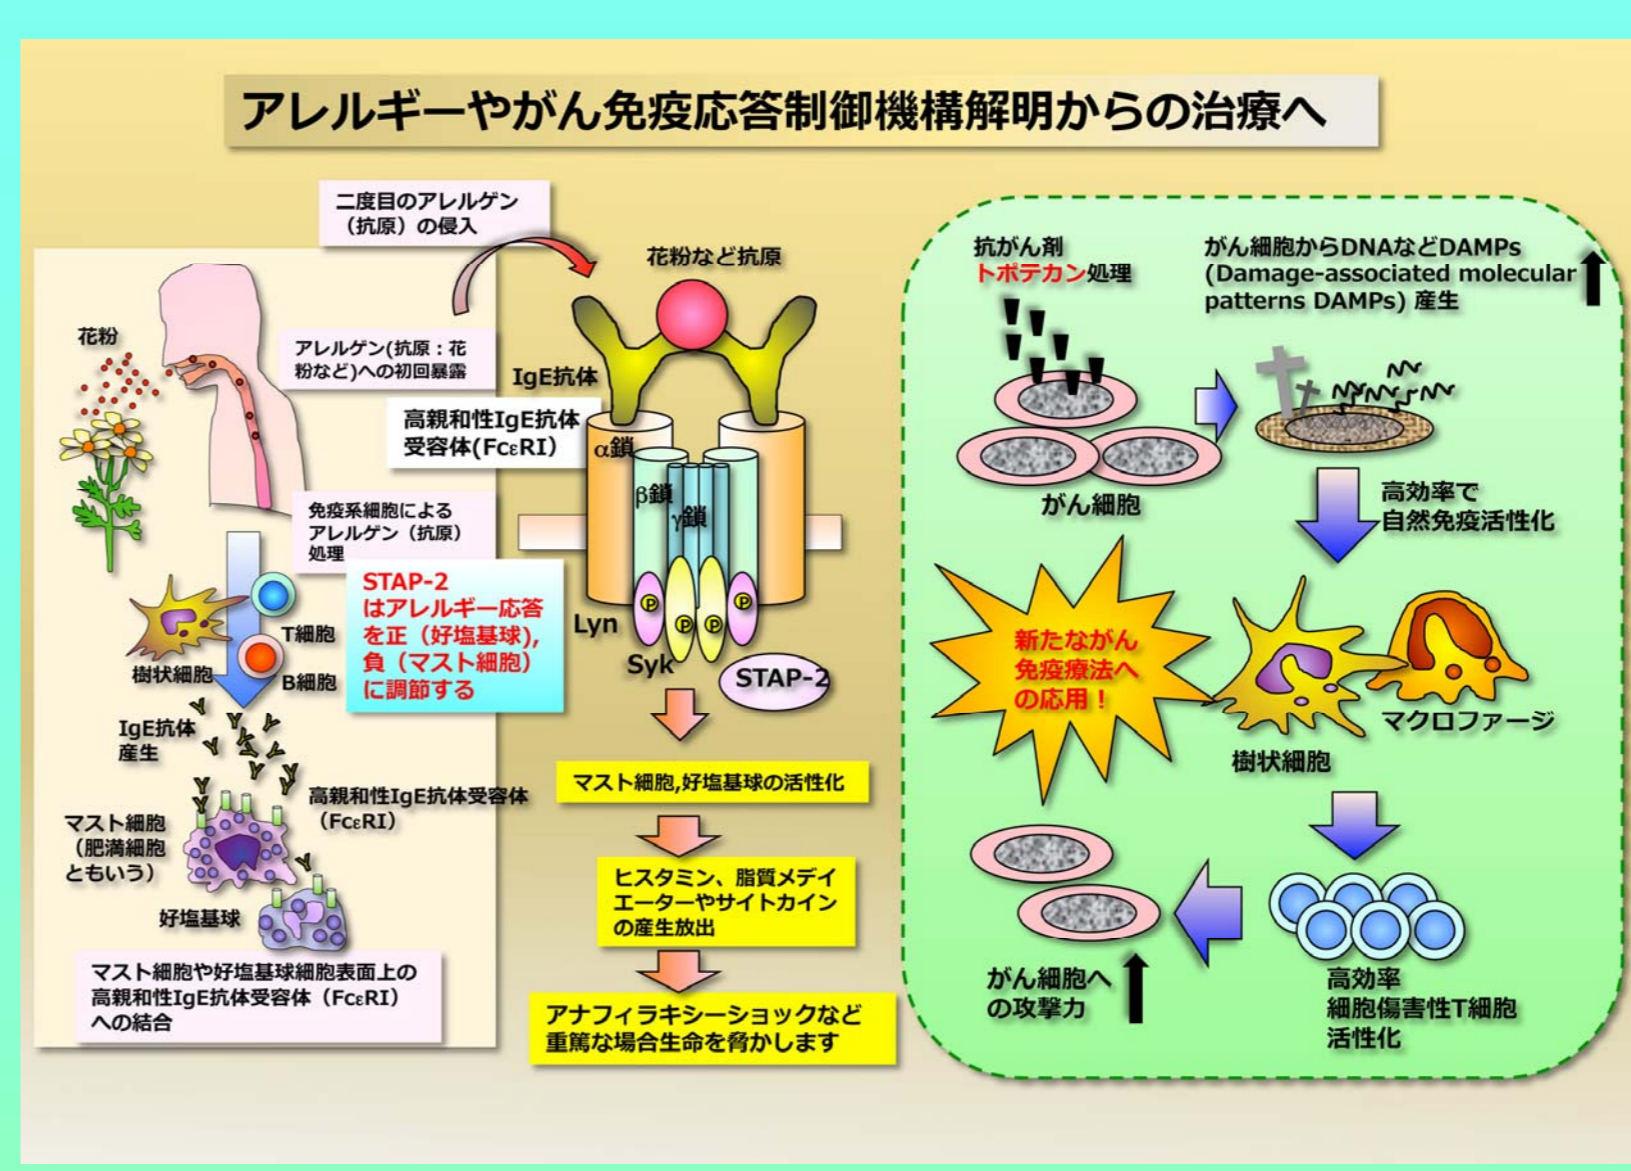 アレルギーやがん免疫応答制御機構解明からの治療へ
二度目のアレルゲン
（抗原）の侵入
花粉
アレルゲン(抗原：花
粉など)への初回暴露
免疫系細胞による
アレルゲン（抗原）
処理
T細胞
樹状細胞
B細胞
IgE抗体
産生
高親和性IgE抗体受容体
（FcεRI）
マスト細胞
（肥満細胞
ともいう）
好塩基球
マスト細胞や好塩基球細胞表面上の
高親和性IgE抗体受容体（FcεRI）
への結合
花粉など抗原
IgE抗体
高親和性IgE抗体
受容体(FcεRI）
α鎖
β鎖
γ鎖
STAP-2
はアレルギー応答
を正（好塩基球),
負（マスト細胞）
に調節する
P
P
P
P
Lyn
Syk
STAP-2
マスト細胞,好塩基球の活性化
ヒスタミン、脂質メデイ
エーターやサイトカイン
の産生放出
アナフィラキシーショックなど
重篤な場合生命を脅かします
抗がん剤
トポテカン処理
がん細胞
がん細胞からDNAなどDAMPs
(Damage-associated molecular
patterns DAMPs) 産生
高効率で
自然免疫活性化
新たながん
免疫療法へ
の応用！
マクロファージ
樹状細胞
高効率
細胞傷害性T細胞
活性化
がん細胞へ
の攻撃力